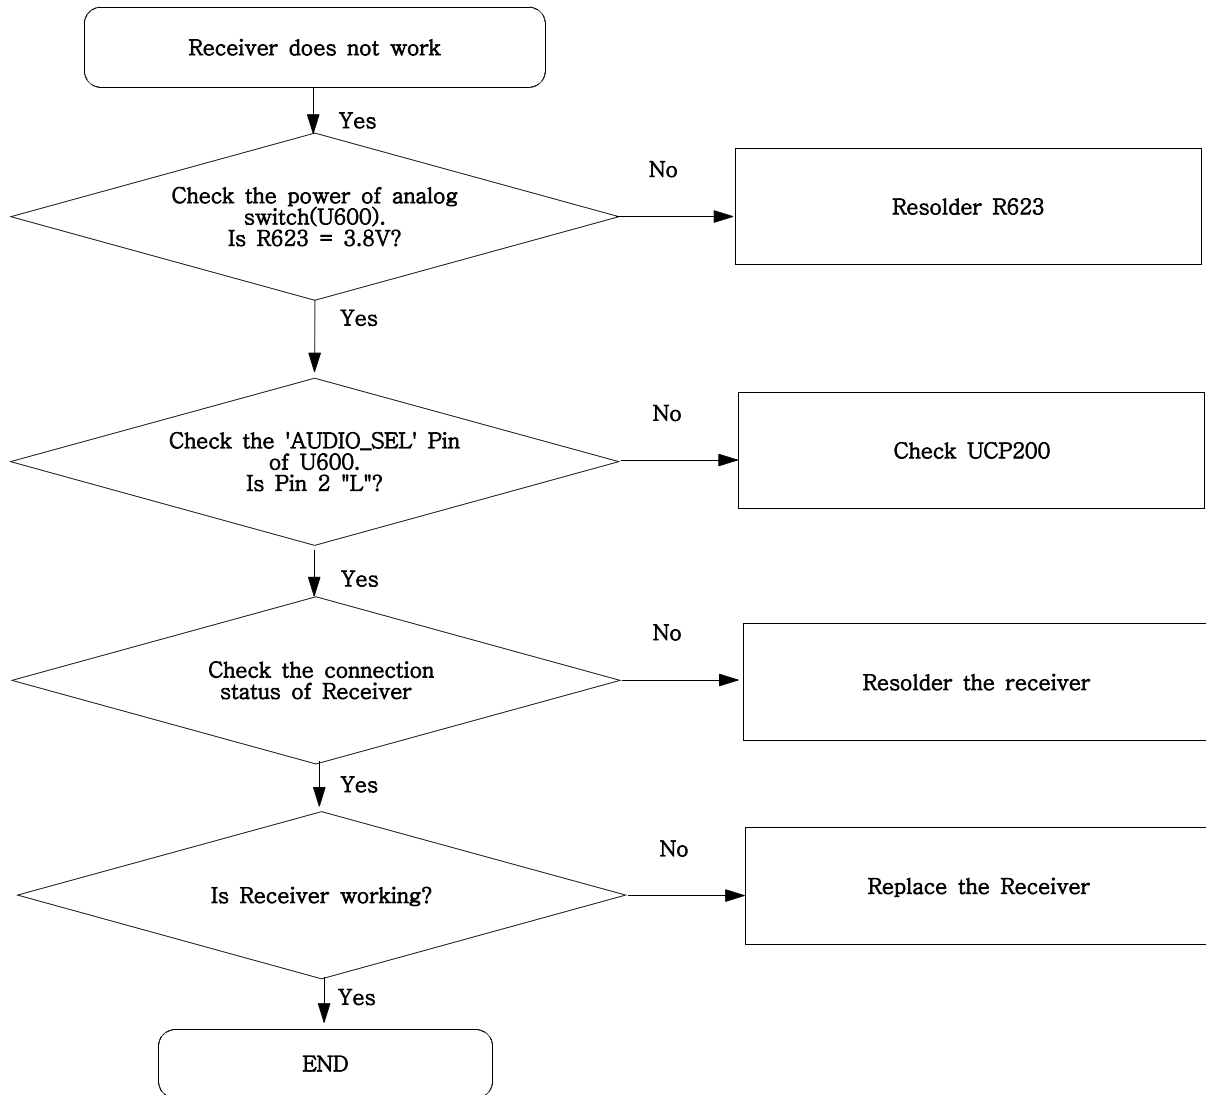 Receiver does not work
Yes
Check the power of analog
switch(U600).
Is R623 = 3.8V?
No
Resolder R623
Yes
Check the 'AUDIO_SEL' Pin
of U600.
Is Pin 2 "L"?
No
Check UCP200
Yes
Check the connection
status of Receiver
No
Resolder the receiver
Yes
Is Receiver working?
No
Replace the Receiver
Yes
END